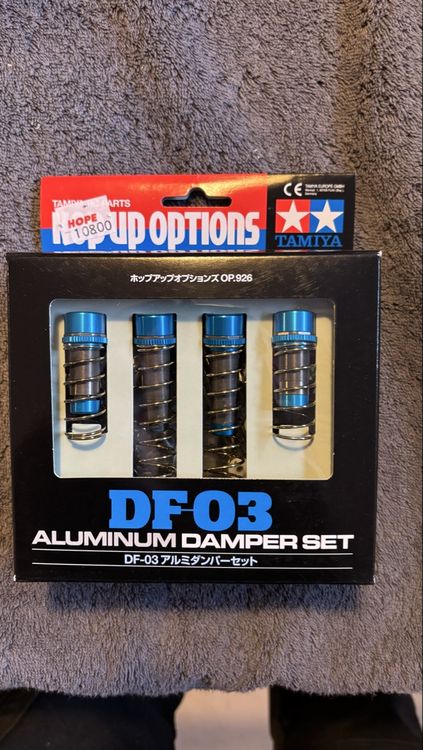 TAMIYA R/C PARTS
HOP-UP OPTIONS
HOPE
10800
CE
TAMIYA EUROPE GMBH
Germany
TAMIYA
ホップアップオプションズ OP.926
DF-03
ALUMINUM DAMPER SET
DF-03 アルミダンパーセット